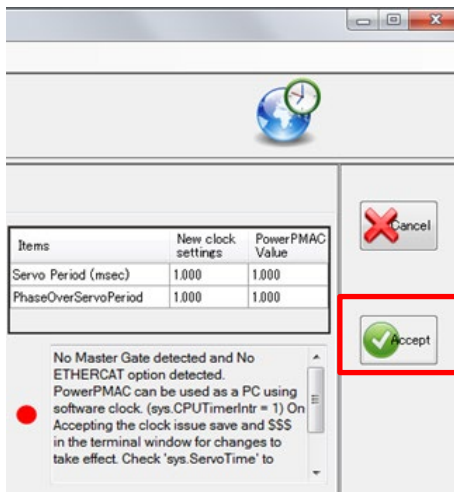 Items New clock settings PowerPMAC Value
Servo Period (msec) 1.000 1.000
PhaseOverServoPeriod 1.000 1.000
Cancel
Accept
No Master Gate detected and No
ETHERCAT option detected.
PowerPMAC can be used as a PC using
software clock. (sys.CPUTimerIntr = 1) On
Accepting the clock issue save and $$$
in the terminal window for changes to
take effect. Check 'sys.ServoTime' to